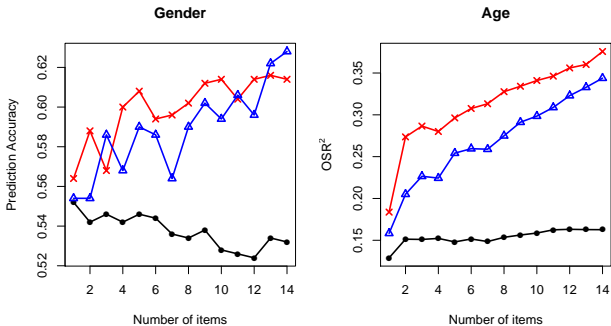 Gender
Prediction Accuracy
0.52 0.54 0.56 0.58 0.60 0.62
2 4 6 8 10 12 14
Number of items
Age
OSR²
0.15 0.20 0.25 0.30 0.35
2 4 6 8 10 12 14
Number of items